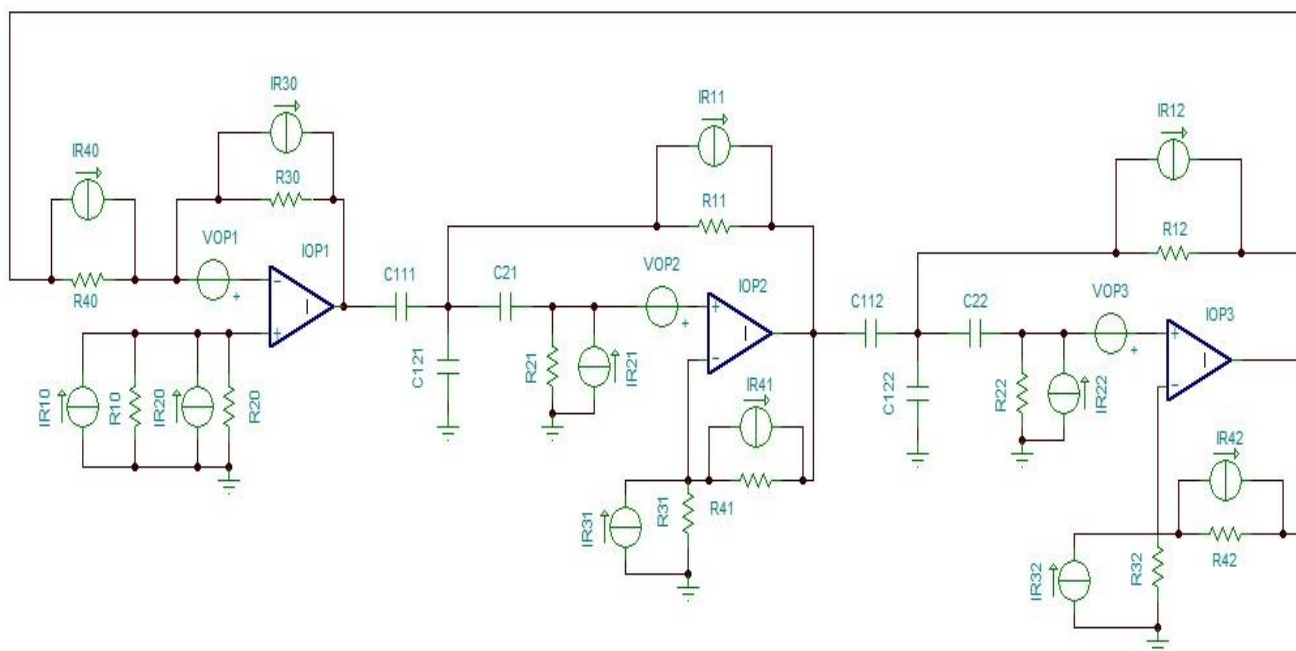 IR30
IR11
IR12
IR40
R30
R11
R12
VOP1
IOP1
VOP2
IOP2
VOP3
IOP3
R40
C111
C21
C112
C22
+
-
+
C121
R21
IR21
+
+
-
C122
R22
IR22
+
+
-
IR10
R10
IR20
R20
IR41
R41
IR31
R31
IR42
R42
IR32
R32